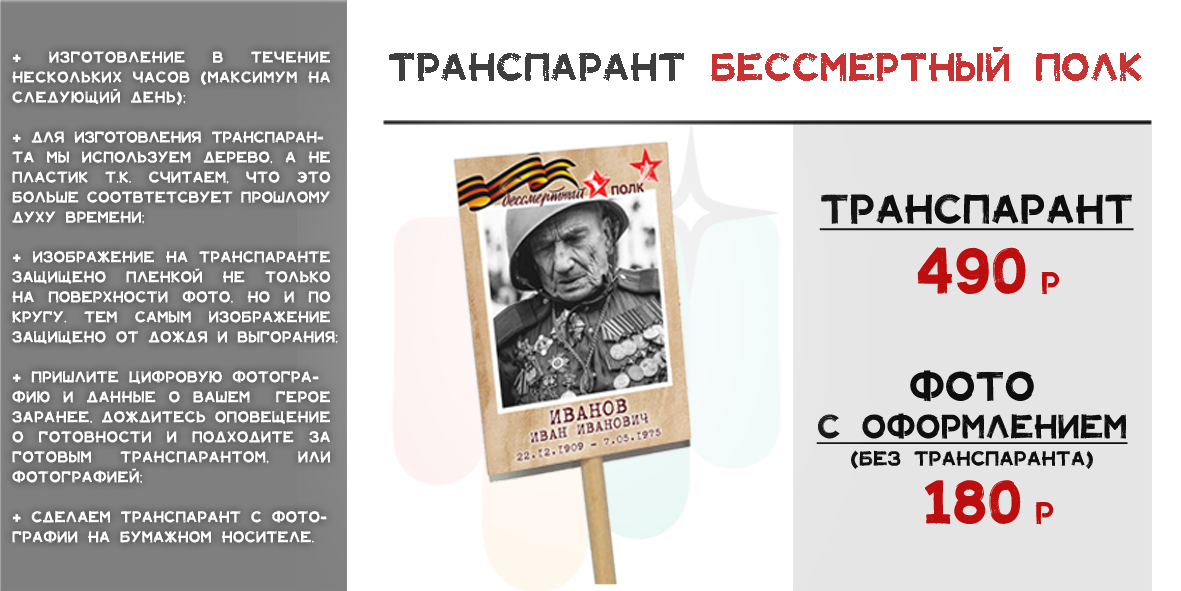 + ИЗГОТОВЛЕНИЕ В ТЕЧЕНИЕ
НЕСКОЛЬКИХ ЧАСОВ (МАКСИМУМ НА
СЛЕДУЮЩИЙ ДЕНЬ);
+ ДЛЯ ИЗГОТОВЛЕНИЯ ТРАНСПАРАН-
ТА МЫ ИСПОЛЬЗУЕМ ДЕРЕВО, А НЕ
ПЛАСТИК Т.К. СЧИТАЕМ, ЧТО ЭТО
БОЛЬШЕ СООТВТЕТСВУЕТ ПРОШЛОМУ
ДУХУ ВРЕМЕНИ;
+ ИЗОБРАЖЕНИЕ НА ТРАНСПАРАНТЕ
ЗАЩИЩЕНО ПЛЕНКОЙ НЕ ТОЛЬКО
НА ПОВЕРХНОСТИ ФОТО, НО И ПО
КРУГУ, ТЕМ САМЫМ ИЗОБРАЖЕНИЕ
ЗАЩИЩЕНО ОТ ДОЖДЯ И ВЫГОРАНИЯ;
+ ПРИШЛИТЕ ЦИФРОВУЮ ФОТОГРА-
ФИЮ И ДАННЫЕ О ВАШЕМ ГЕРОЕ
ЗАРАНЕЕ, ДОЖДИТЕСЬ ОПОВЕЩЕНИЕ
О ГОТОВНОСТИ И ПОДХОДИТЕ ЗА
ГОТОВЫМ ТРАНСПАРАНТОМ, ИЛИ
ФОТОГРАФИЕЙ;
+ СДЕЛАЕМ ТРАНСПАРАНТ С ФОТО-
ГРАФИИ НА БУМАЖНОМ НОСИТЕЛЕ.
ТРАНСПАРАНТ БЕССМЕРТНЫЙ ПОЛК
бессмертный ПОЛК
ИВАНОВ
ИВАН ИВАНОВИЧ
22.12.1909 - 7.05.1975
ТРАНСПАРАНТ
490 Р
ФОТО
С ОФОРМЛЕНИЕМ
(БЕЗ ТРАНСПАРАНТА)
180 Р